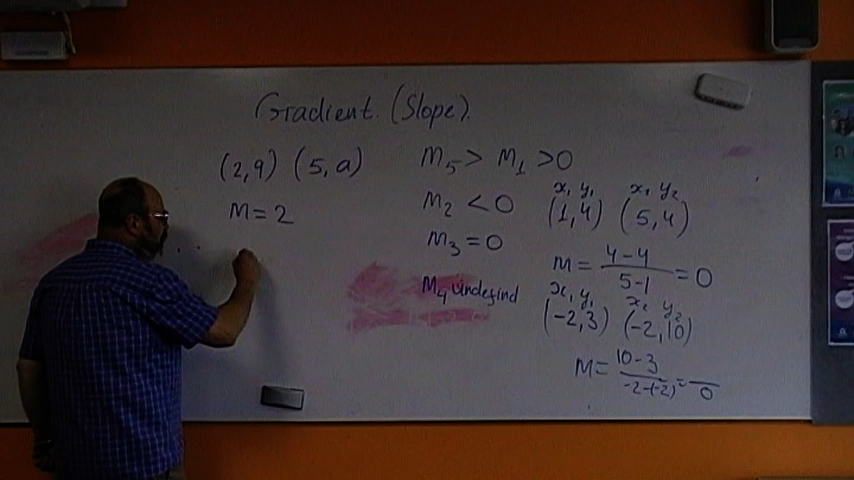 Gradient. (Slope).
(2,9) (5,a)
M=2
M₅ > M₁ >0
M₂ <0
M₃ =0
M₄ undefind
x₁ y₁ x₂ y₂
(1,4) (5,4)
M = 4-4 / 5-1 = 0
x₁ y₁ x₂ y₂
(-2,3) (-2,10)
M = 10-3 / -2-(-2) = — / 0